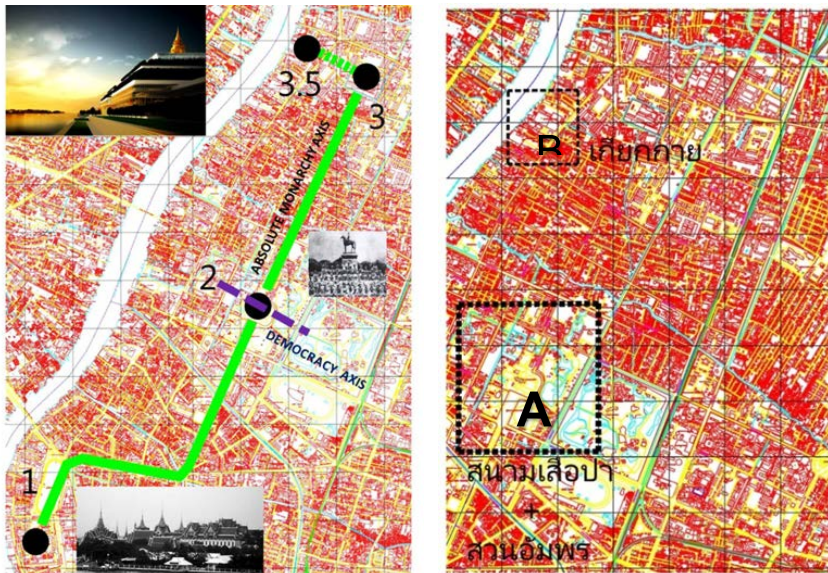 3.5
3
ABSOLUTE MONARCHY AXIS
2
DEMOCRACY AXIS
1
B
เกียกกาย
A
สนามเสือป่า
+
สวนอัมพร